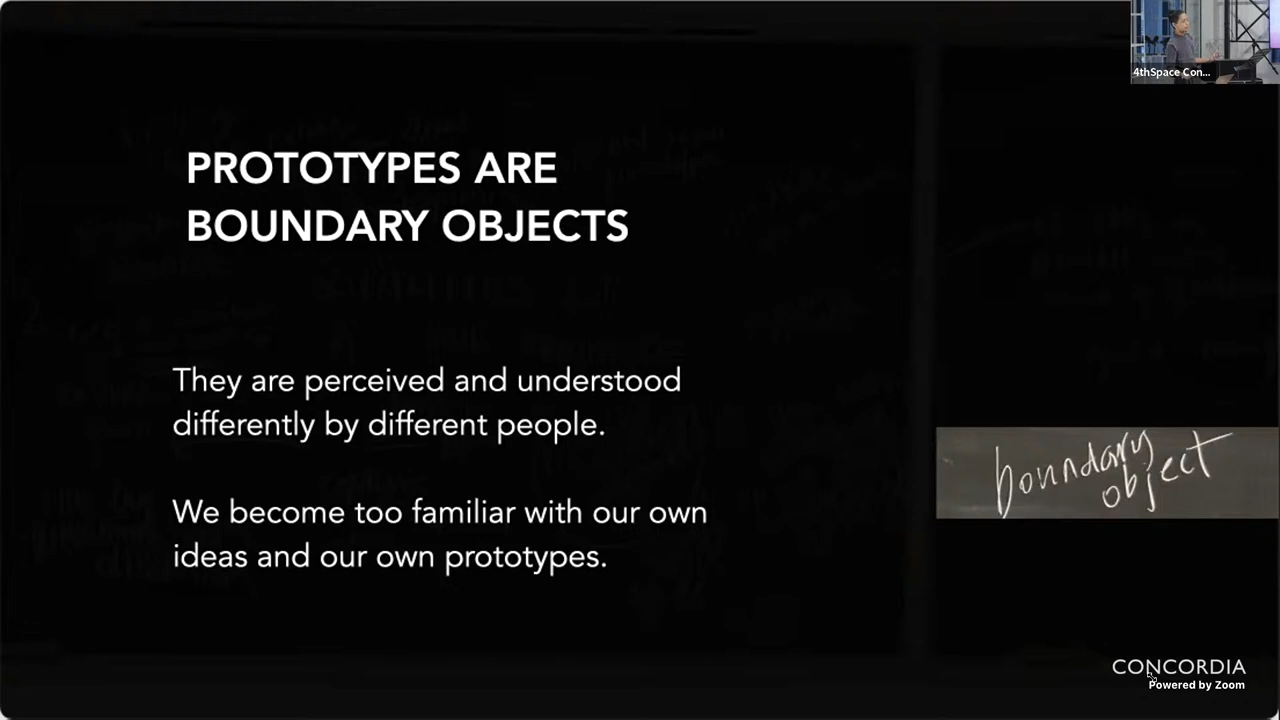 4thSpace Con...
PROTOTYPES ARE
BOUNDARY OBJECTS
They are perceived and understood
differently by different people.
We become too familiar with our own
ideas and our own prototypes.
boundary
object
CONCORDIA
Powered by Zoom